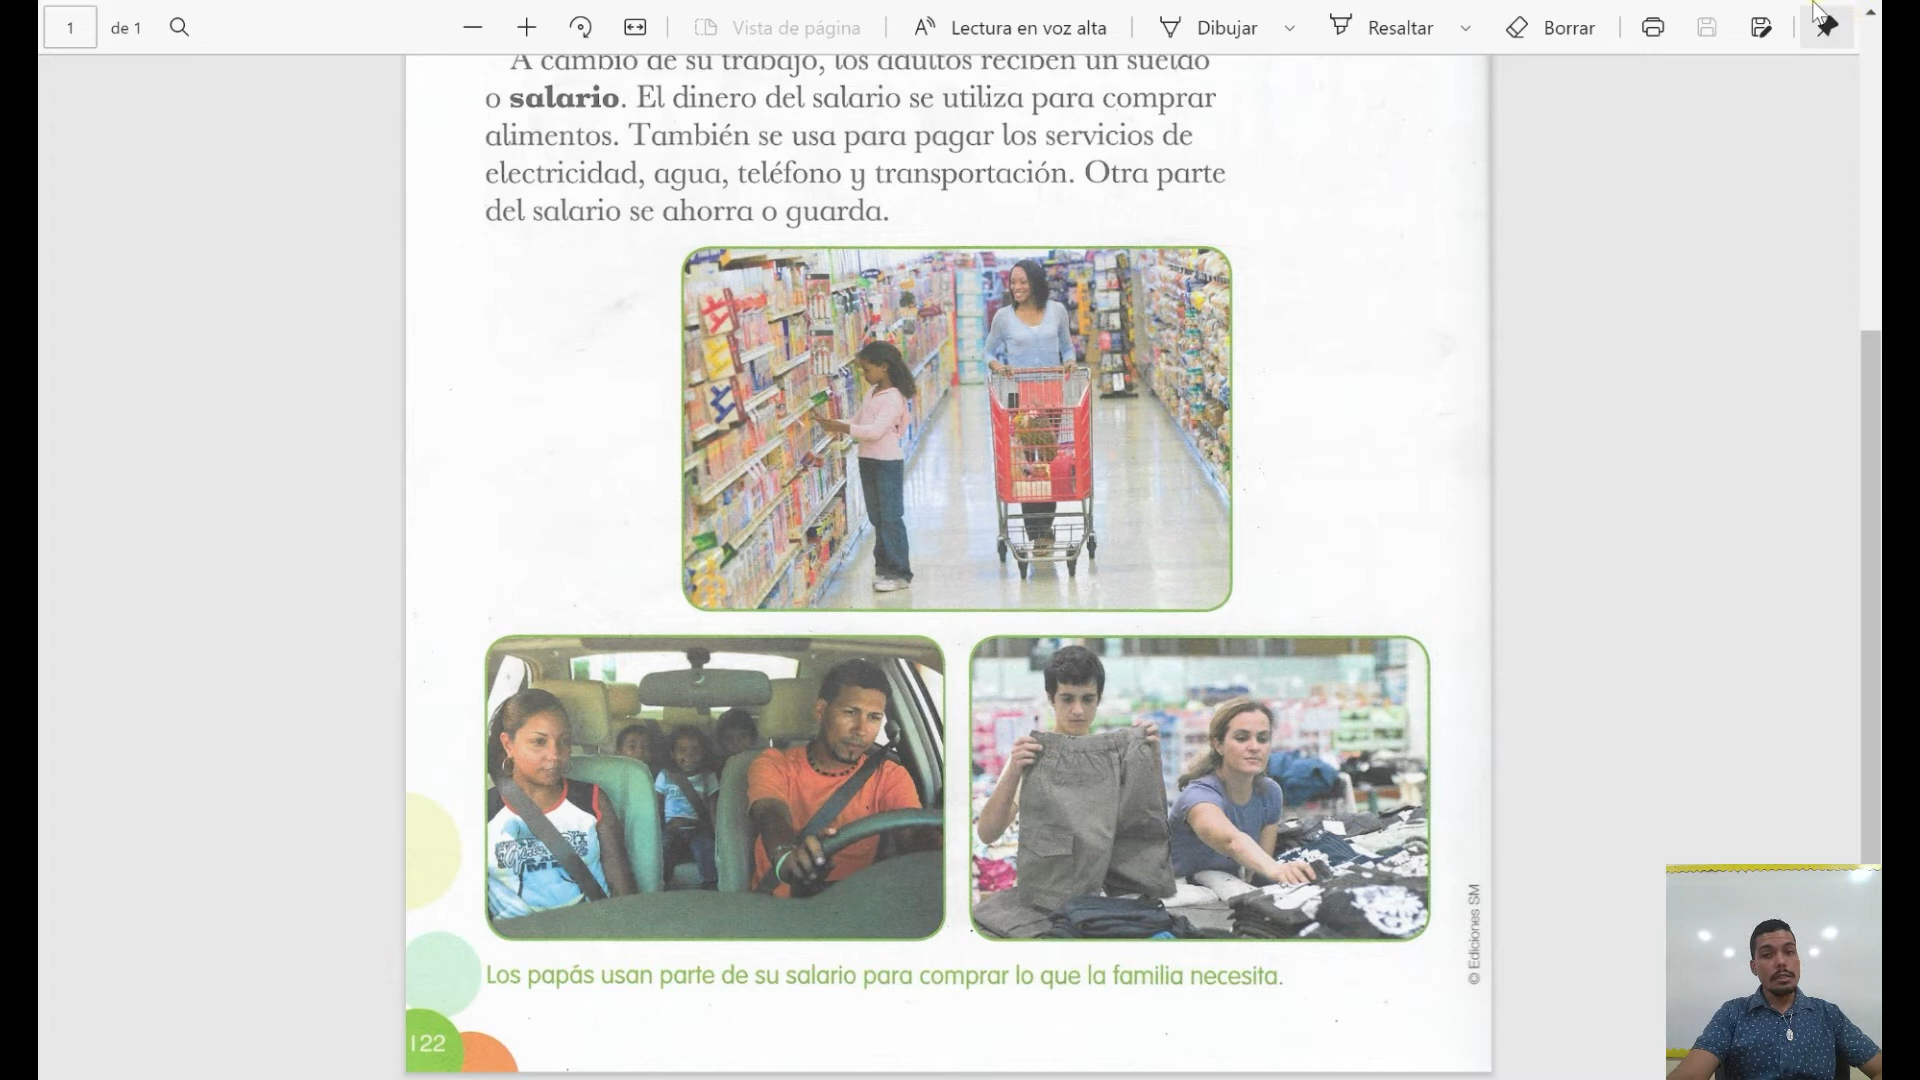 1 de 1 Vista de página Lectura en voz alta Dibujar Resaltar Borrar
A cambio de su trabajo, los adultos reciben un sueldo
o salario. El dinero del salario se utiliza para comprar
alimentos. También se usa para pagar los servicios de
electricidad, agua, teléfono y transportación. Otra parte
del salario se ahorra o guarda.
© Ediciones SM
Los papás usan parte de su salario para comprar lo que la familia necesita.
122